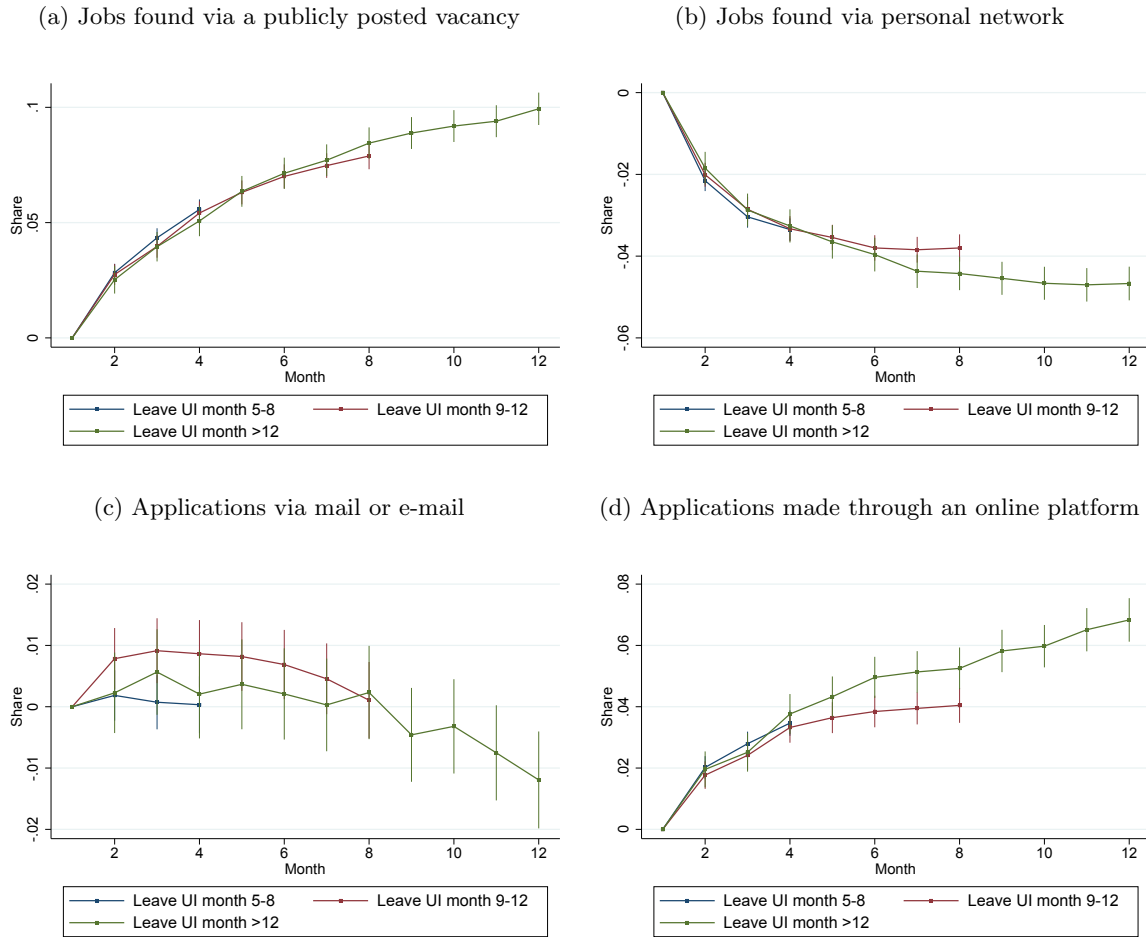 (a) Jobs found via a publicly posted vacancy
Share
.1
.05
0
2 4 6 8 10 12
Month
Leave UI month 5-8 Leave UI month 9-12
Leave UI month >12
(b) Jobs found via personal network
Share
0
-.02
-.04
-.06
2 4 6 8 10 12
Month
Leave UI month 5-8 Leave UI month 9-12
Leave UI month >12
(c) Applications via mail or e-mail
Share
.02
.01
0
-.01
-.02
2 4 6 8 10 12
Month
Leave UI month 5-8 Leave UI month 9-12
Leave UI month >12
(d) Applications made through an online platform
Share
.08
.06
.04
.02
0
2 4 6 8 10 12
Month
Leave UI month 5-8 Leave UI month 9-12
Leave UI month >12